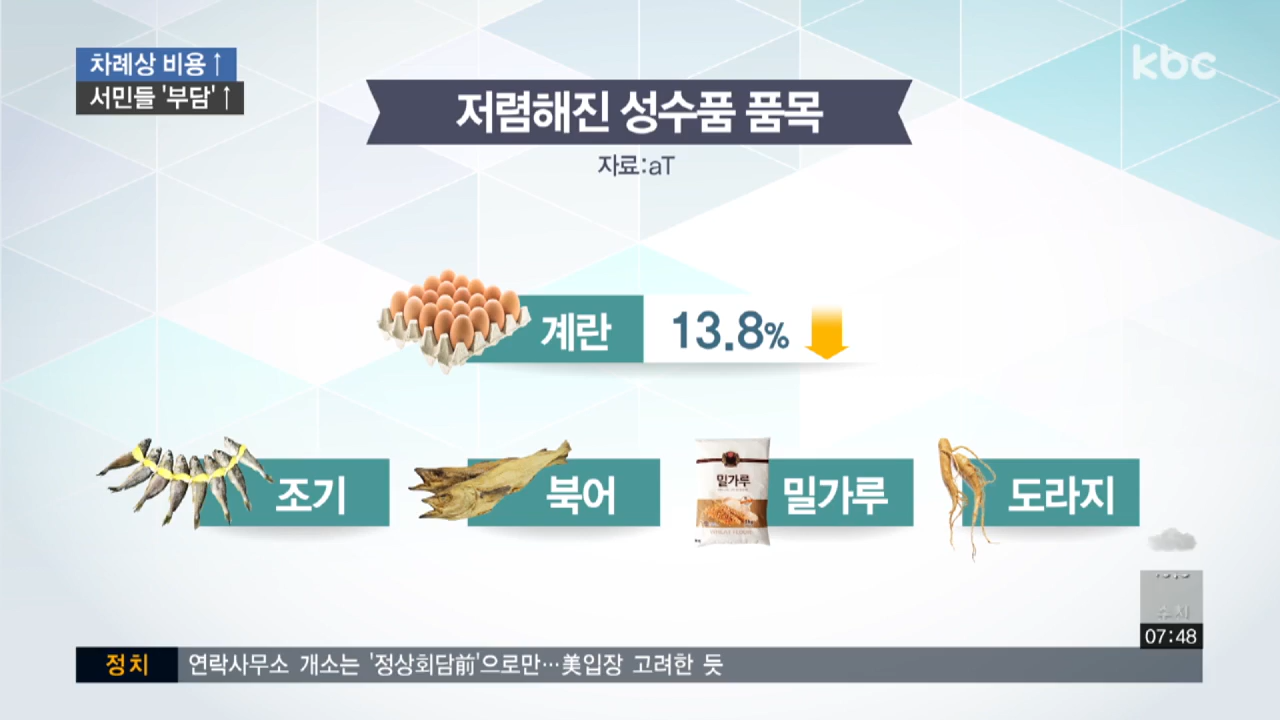 차례상 비용↑
서민들 '부담'↑
kbc
저렴해진 성수품 품목
자료:aT
계란 13.8%
조기
북어
밀가루
밀가루
도라지
07:48
정치 연락사무소 개소는 '정상회담前'으로만…美입장 고려한 듯